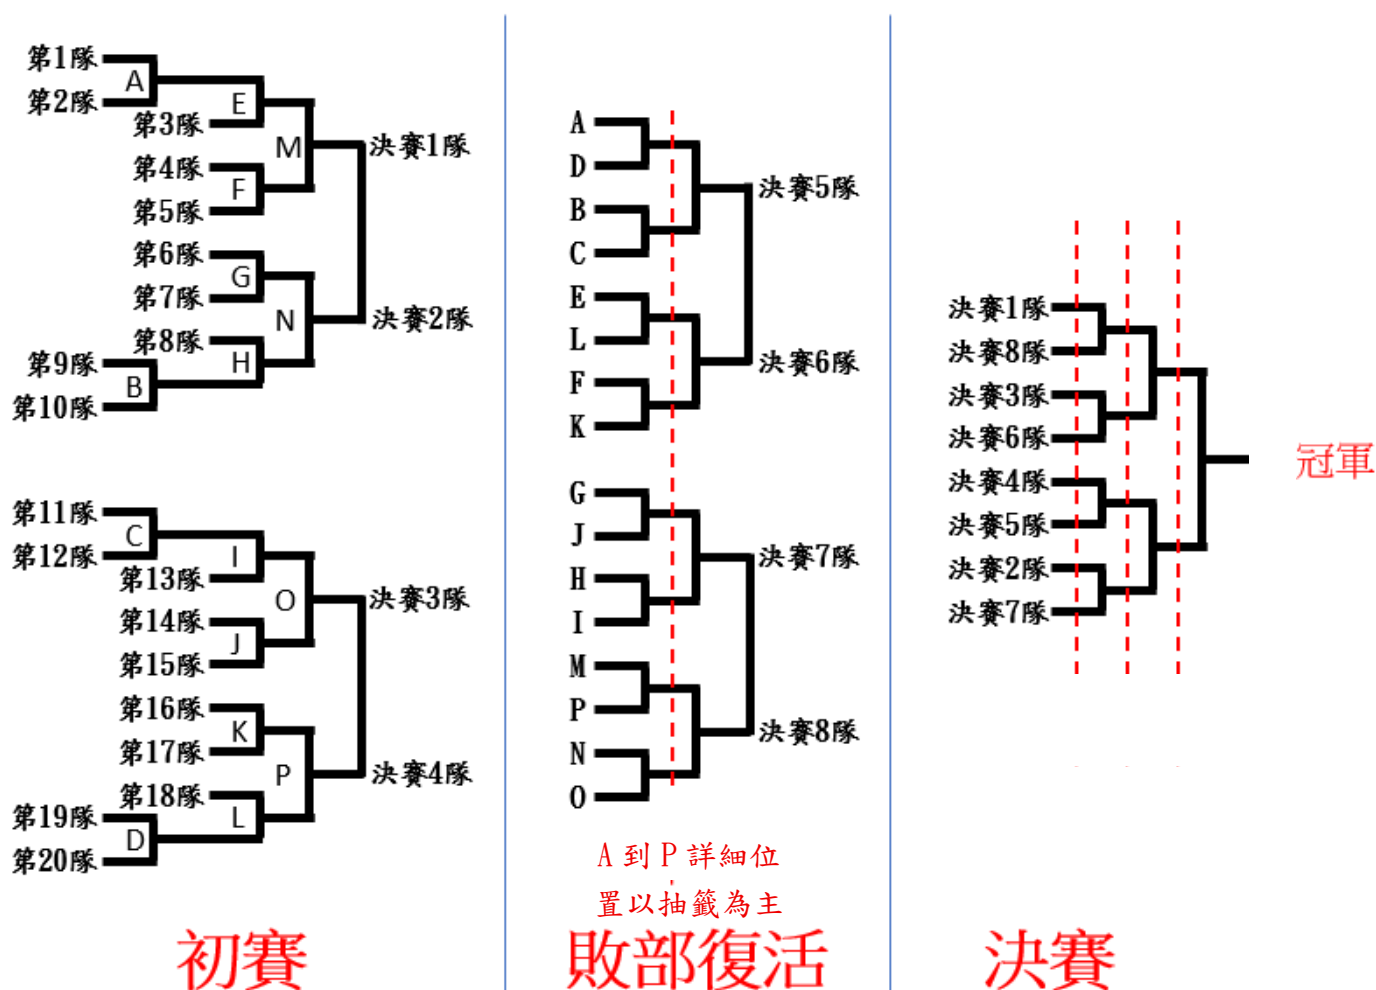 第1隊
A
第2隊
E
第3隊
M
決賽1隊
第4隊
F
第5隊
第6隊
G
第7隊
N
決賽2隊
第8隊
H
第9隊
B
第10隊
第11隊
C
第12隊
I
第13隊
O
決賽3隊
第14隊
J
第15隊
第16隊
K
第17隊
P
決賽4隊
第18隊
L
第19隊
D
第20隊
初賽
A
D
決賽5隊
B
C
E
L
決賽6隊
F
K
G
J
決賽7隊
H
I
M
P
決賽8隊
N
O
A到P詳細位
置以抽籤為主
敗部復活
決賽1隊
決賽8隊
決賽3隊
決賽6隊
決賽4隊
決賽5隊
決賽2隊
決賽7隊
冠軍
決賽